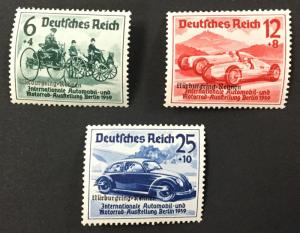 Deutsches Reich
6
+4
Nürburgring-Rennen
Internationale Automobil- und
Motorrad-Ausstellung Berlin 1939
Deutsches Reich
12
+8
Nürburgring-Rennen
Internationale Automobil- und
Motorrad-Ausstellung Berlin 1939
Deutsches Reich
25
+10
Nürburgring-Rennen
Internationale Automobil- und
Motorrad-Ausstellung Berlin 1939